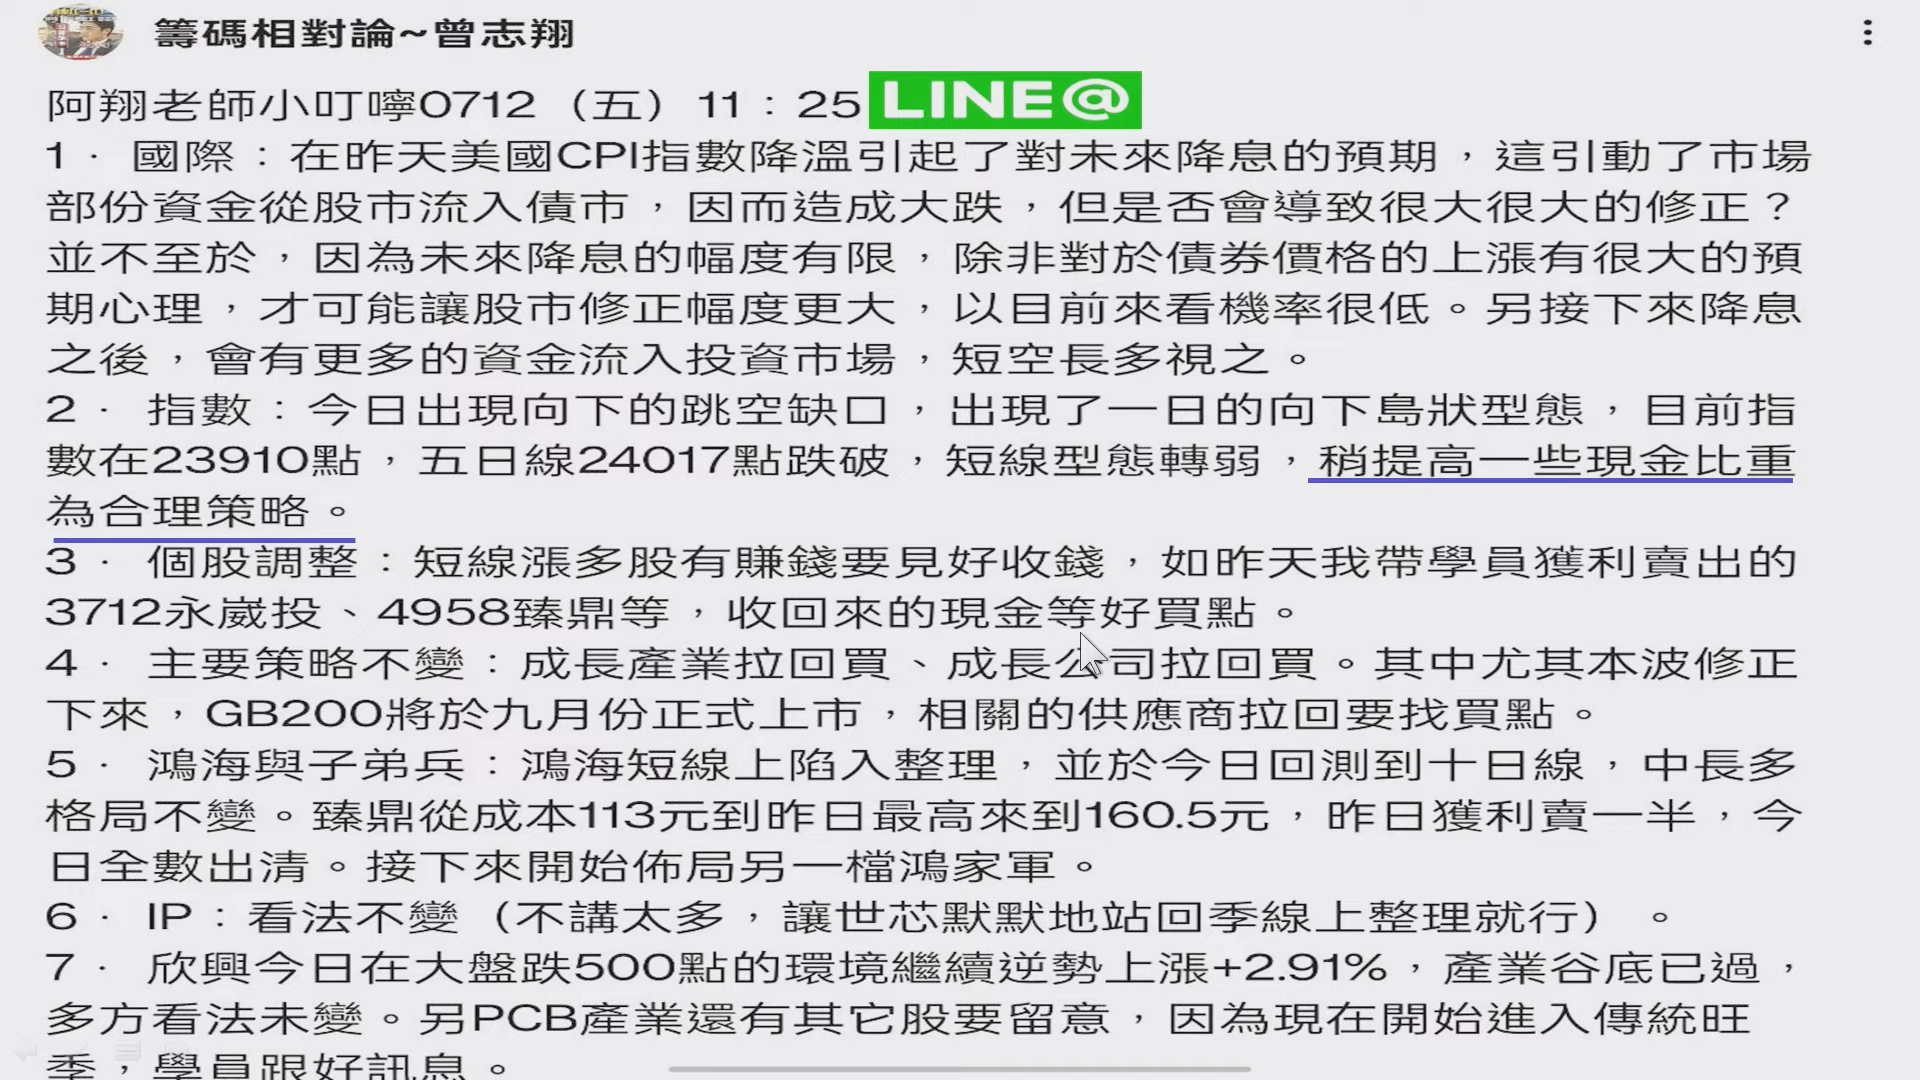 籌碼相對論~曾志翔
阿翔老師小叮嚀0712（五）11：25 LINE@
1. 國際：在昨天美國CPI指數降溫引起了對未來降息的預期，這引動了市場
部份資金從股市流入債市，因而造成大跌，但是否會導致很大很大的修正？
並不至於，因為未來降息的幅度有限，除非對於債券價格的上漲有很大的預
期心理，才可能讓股市修正幅度更大，以目前來看機率很低。另接下來降息
之後，會有更多的資金流入投資市場，短空長多視之。
2. 指數：今日出現向下的跳空缺口，出現了一日的向下島狀型態，目前指
數在23910點，五日線24017點跌破，短線型態轉弱，稍提高一些現金比重
為合理策略。
3. 個股調整：短線漲多股有賺錢要見好收錢，如昨天我帶學員獲利賣出的
3712永崴投、4958臻鼎等，收回來的現金等好買點。
4. 主要策略不變：成長產業拉回買、成長公司拉回買。其中尤其本波修正
下來，GB200將於九月份正式上市，相關的供應商拉回要找買點。
5. 鴻海與子弟兵：鴻海短線上陷入整理，並於今日回測到十日線，中長多
格局不變。臻鼎從成本113元到昨日最高來到160.5元，昨日獲利賣一半，今
日全數出清。接下來開始佈局另一檔鴻家軍。
6. IP：看法不變（不講太多，讓世芯默默地站回季線上整理就行）。
7. 欣興今日在大盤跌500點的環境繼續逆勢上漲+2.91%，產業谷底已過，
多方看法未變。另PCB產業還有其它股要留意，因為現在開始進入傳統旺
季，學員跟好訊息。